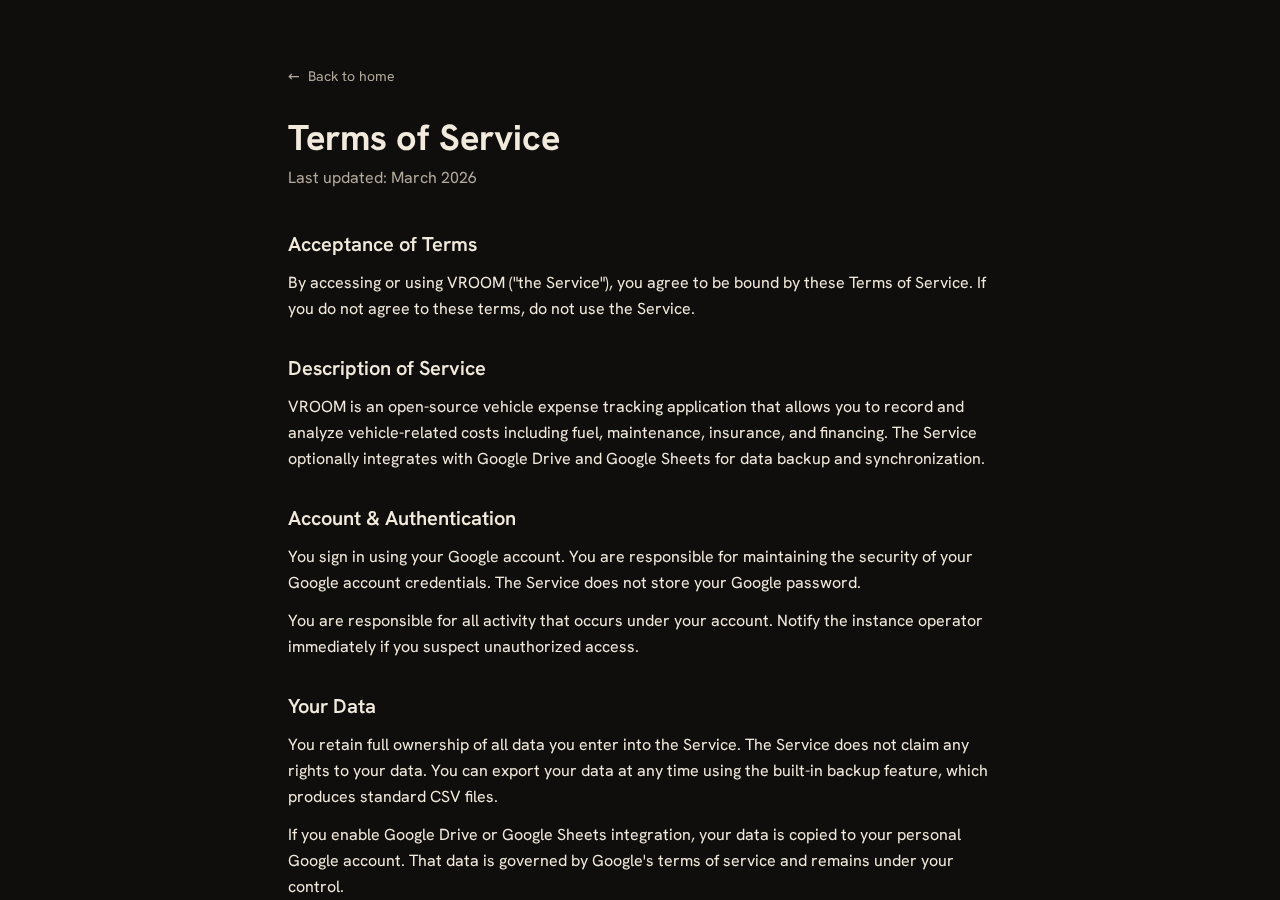 ← Back to home
Terms of Service
Last updated: March 2026
Acceptance of Terms
By accessing or using VROOM ("the Service"), you agree to be bound by these Terms of Service. If
you do not agree to these terms, do not use the Service.
Description of Service
VROOM is an open-source vehicle expense tracking application that allows you to record and
analyze vehicle-related costs including fuel, maintenance, insurance, and financing. The Service
optionally integrates with Google Drive and Google Sheets for data backup and synchronization.
Account & Authentication
You sign in using your Google account. You are responsible for maintaining the security of your
Google account credentials. The Service does not store your Google password.
You are responsible for all activity that occurs under your account. Notify the instance operator
immediately if you suspect unauthorized access.
Your Data
You retain full ownership of all data you enter into the Service. The Service does not claim any
rights to your data. You can export your data at any time using the built-in backup feature, which
produces standard CSV files.
If you enable Google Drive or Google Sheets integration, your data is copied to your personal
Google account. That data is governed by Google's terms of service and remains under your
control.